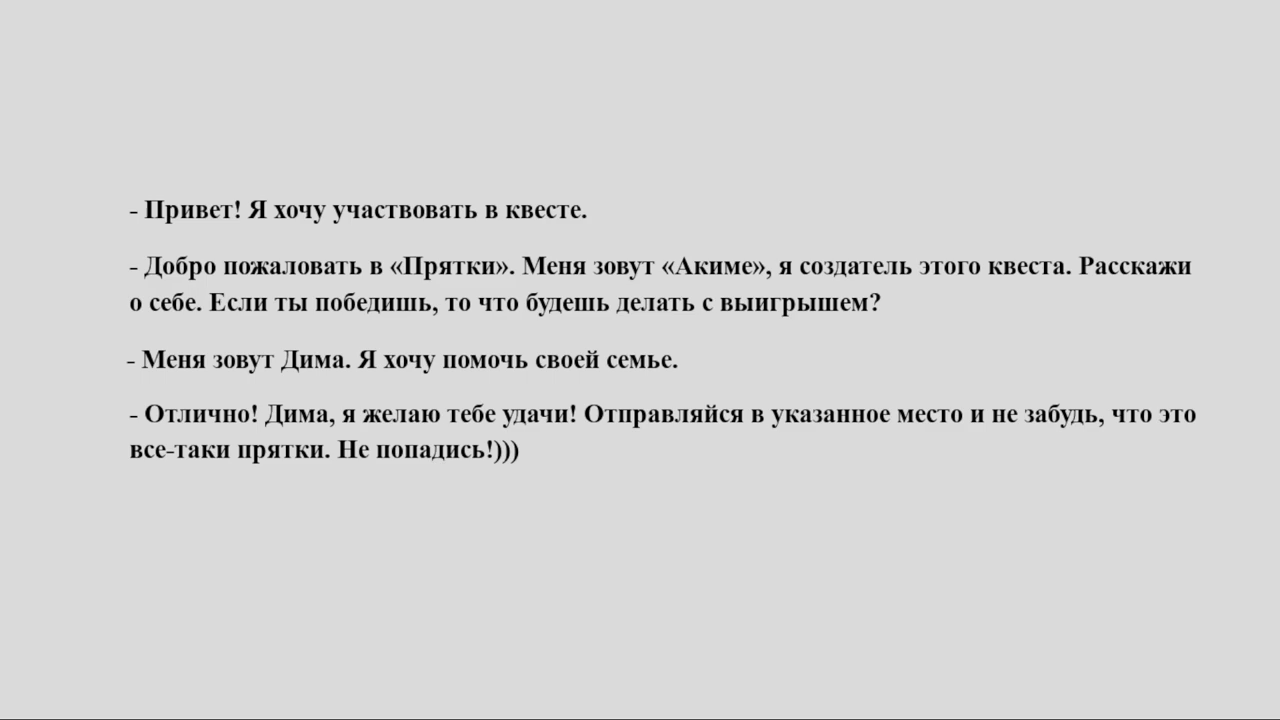 - Привет! Я хочу участвовать в квесте.
- Добро пожаловать в «Прятки». Меня зовут «Акиме», я создатель этого квеста. Расскажи
о себе. Если ты победишь, то что будешь делать с выигрышем?
- Меня зовут Дима. Я хочу помочь своей семье.
- Отлично! Дима, я желаю тебе удачи! Отправляйся в указанное место и не забудь, что это
все-таки прятки. Не попадись!)))